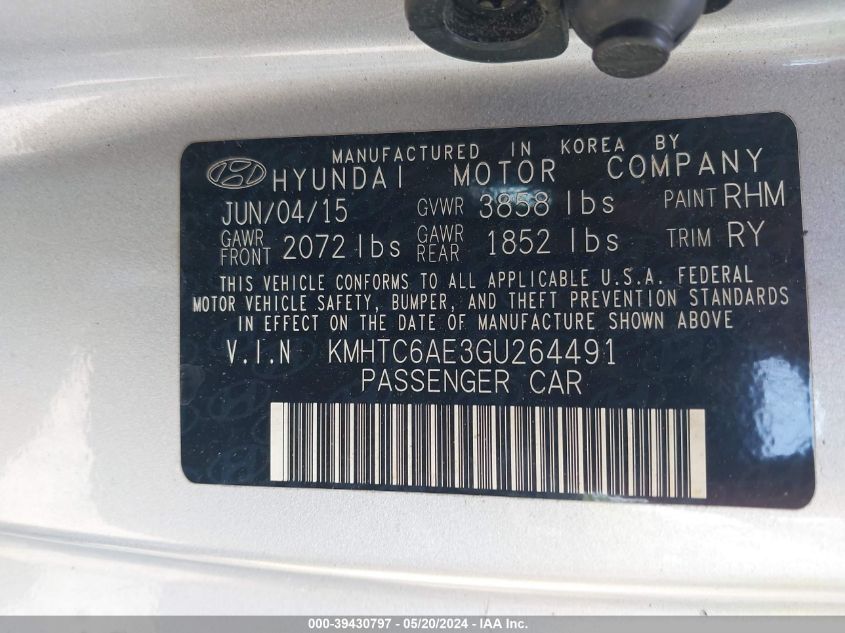 MANUFACTURED IN KOREA BY
HYUNDAI MOTOR COMPANY
JUN/04/15 GVWR 3858 lbs PAINT RHM
GAWR FRONT 2072 lbs GAWR REAR 1852 lbs TRIM RY
THIS VEHICLE CONFORMS TO ALL APPLICABLE U.S.A. FEDERAL
MOTOR VEHICLE SAFETY, BUMPER, AND THEFT PREVENTION STANDARDS
IN EFFECT ON THE DATE OF MANUFACTURE SHOWN ABOVE
V.I.N KMHTC6AE3GU264491
PASSENGER CAR
000-39430797 - 05/20/2024 - IAA Inc.